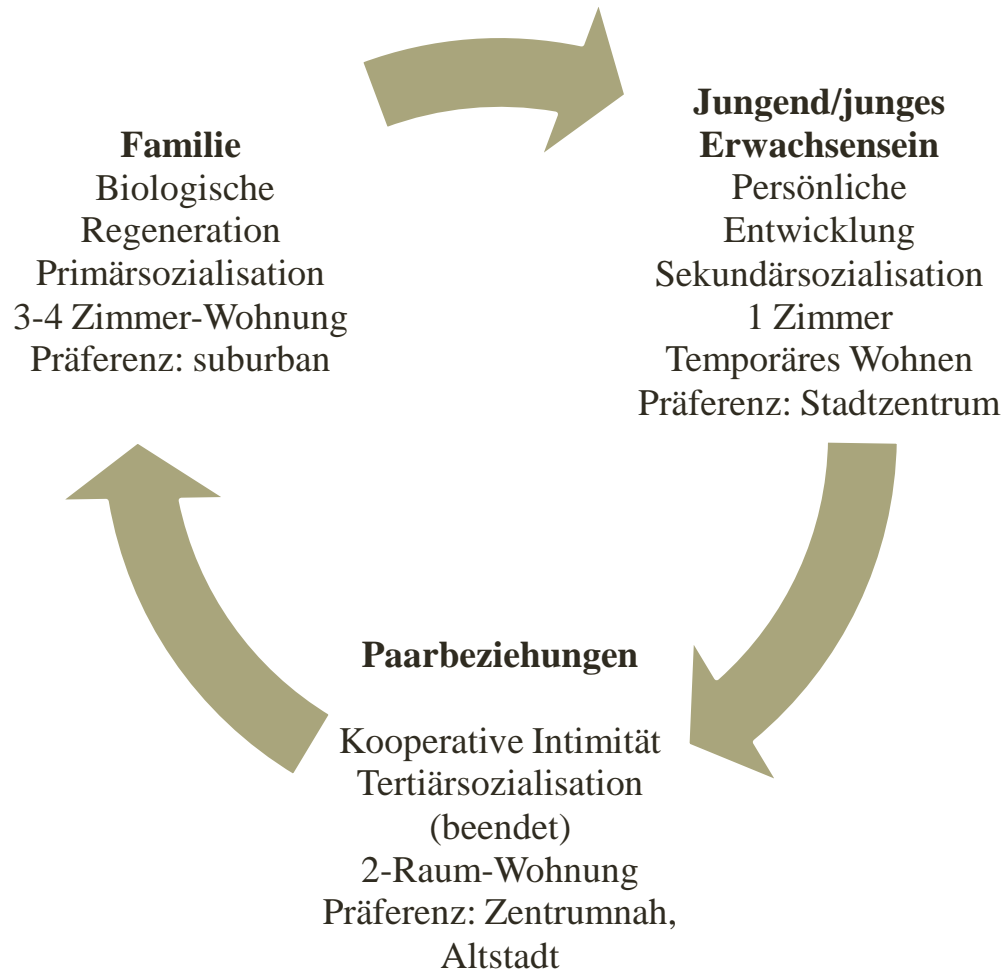 Familie
Biologische
Regeneration
Primärsozialisation
3-4 Zimmer-Wohnung
Präferenz: suburban
Jungend/junges
Erwachsensein
Persönliche
Entwicklung
Sekundärsozialisation
1 Zimmer
Temporäres Wohnen
Präferenz: Stadtzentrum
Paarbeziehungen
Kooperative Intimität
Tertiärsozialisation
(beendet)
2-Raum-Wohnung
Präferenz: Zentrumnah,
Altstadt